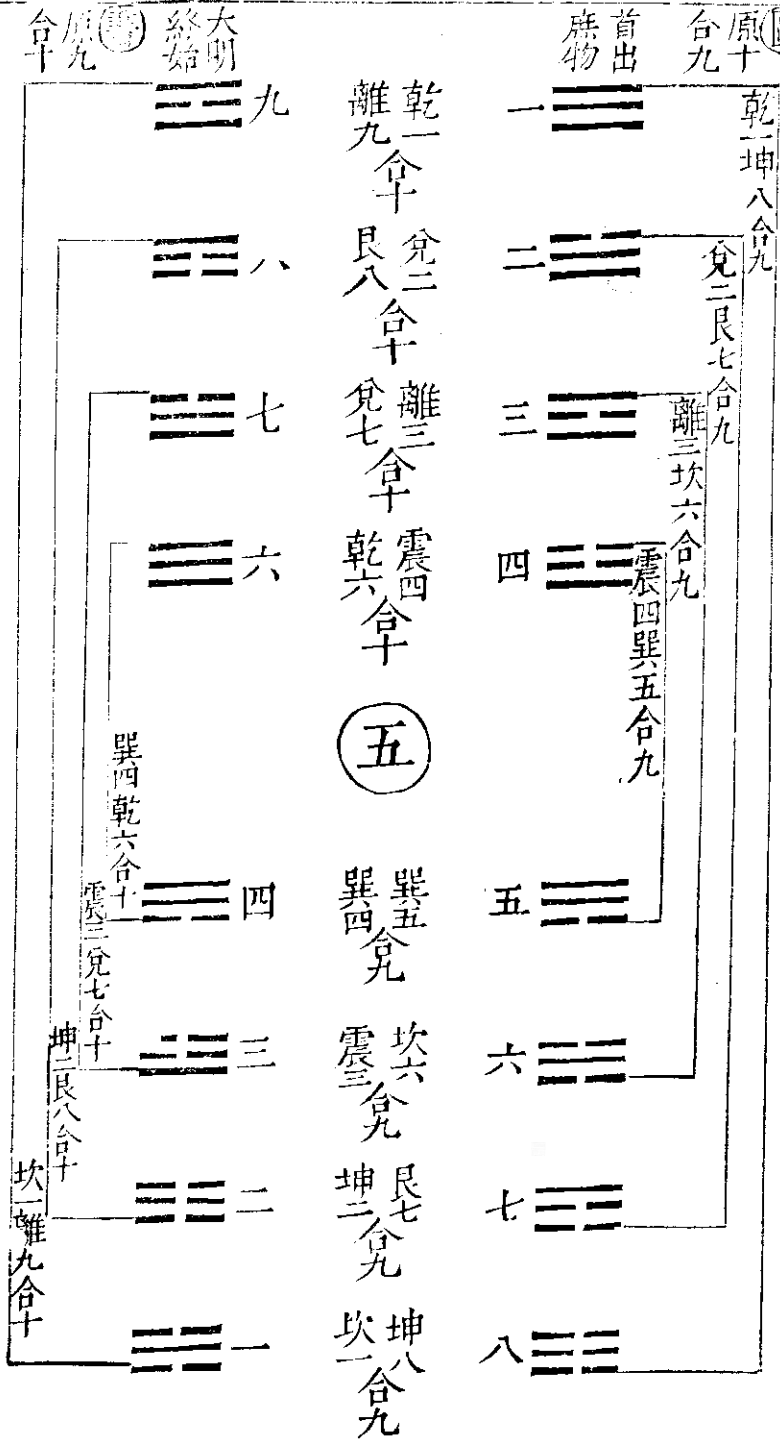 原十
合九
乾一坤八合九
兌二艮七合九
離三坎六合九
震四巽五合九
首出
庶物
一
二
三
四
五
六
七
八
乾一
離九
合十
兌二
艮八
合十
離三
兌七
合十
震四
乾六
合十
五
巽五
巽四
合九
坎六
震三
合九
艮七
坤二
合九
坤八
坎一
合九
大明
終始
九
八
七
六
四
三
二
一
原九
合十
巽四乾六合十
震三兌七合十
坤二艮八合十
坎一離九合十